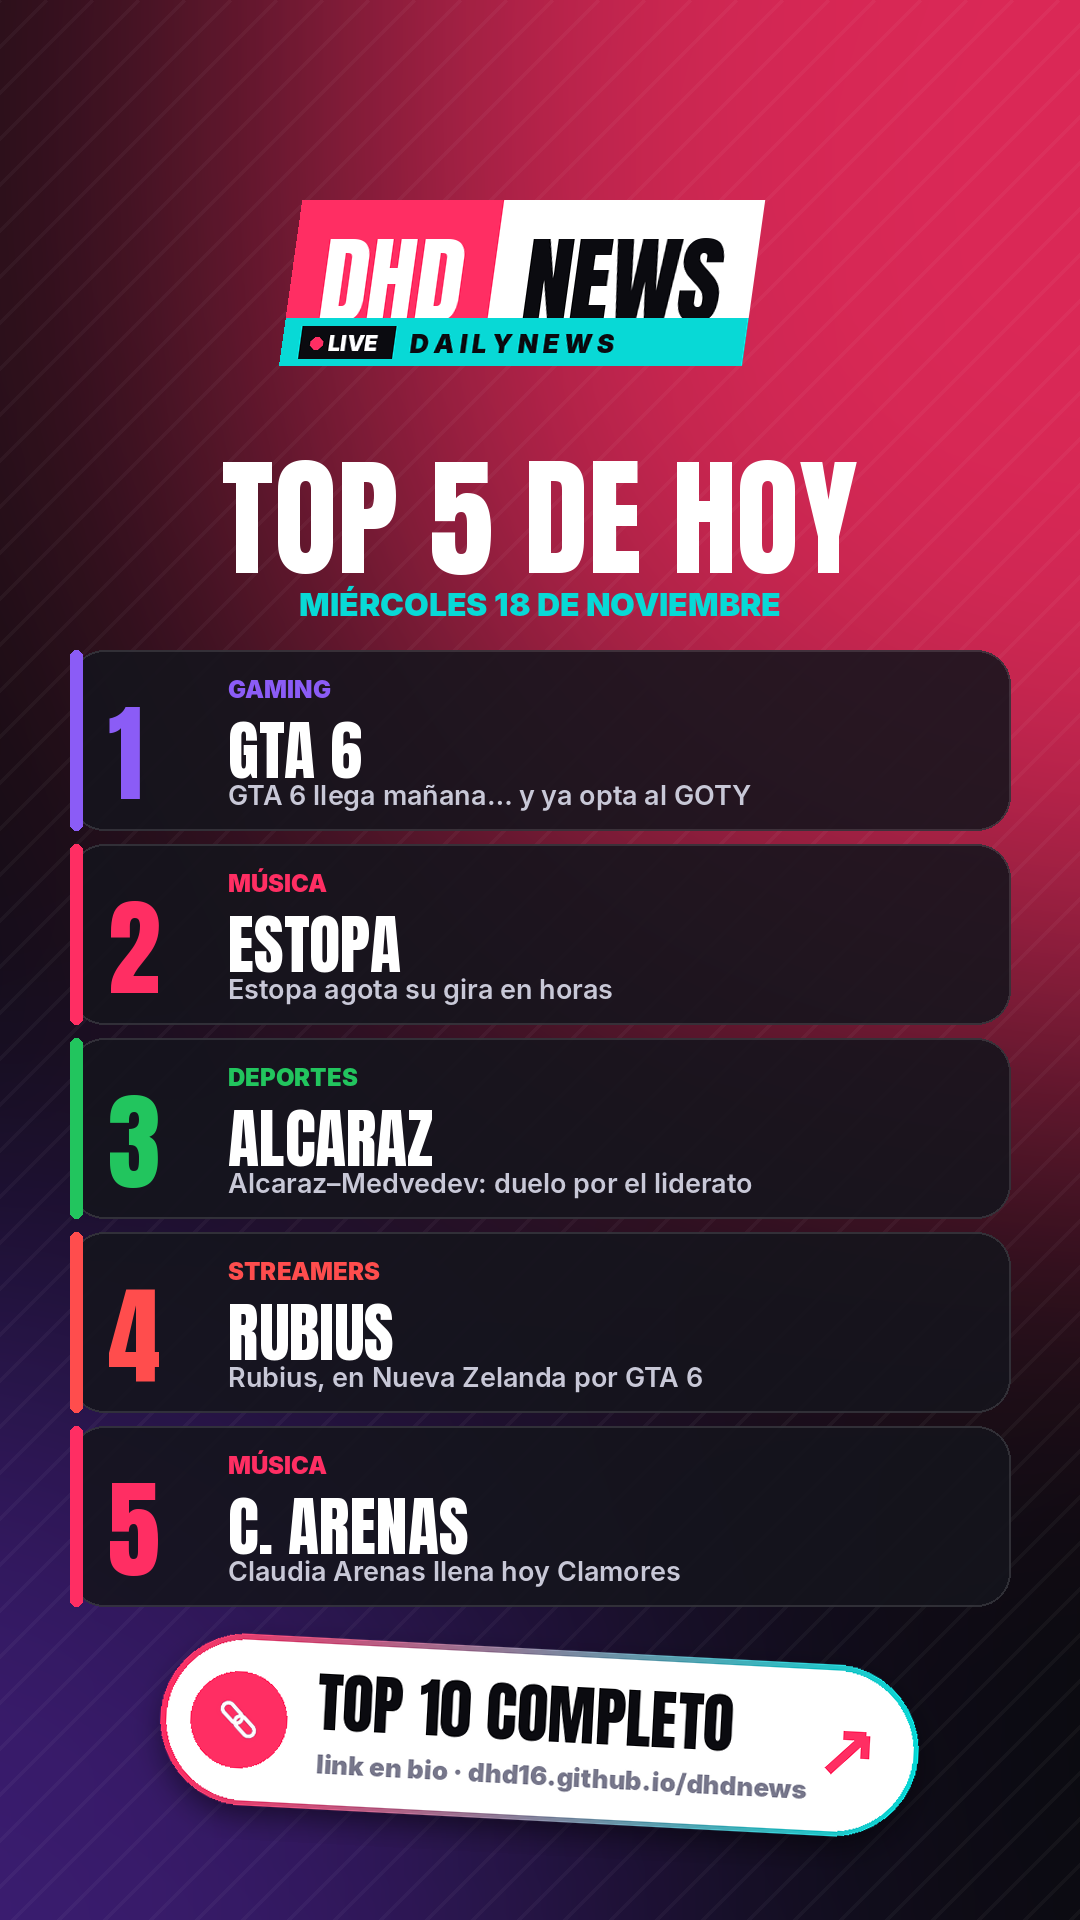 DHD NEWS
LIVE DAILYNEWS
TOP 5 DE HOY
MIÉRCOLES 18 DE NOVIEMBRE
1
GAMING
GTA 6
GTA 6 llega mañana... y ya opta al GOTY
2
MÚSICA
ESTOPA
Estopa agota su gira en horas
3
DEPORTES
ALCARAZ
Alcaraz–Medvedev: duelo por el liderato
4
STREAMERS
RUBIUS
Rubius, en Nueva Zelanda por GTA 6
5
MÚSICA
C. ARENAS
Claudia Arenas llena hoy Clamores
TOP 10 COMPLETO
link en bio · dhd16.github.io/dhdnews